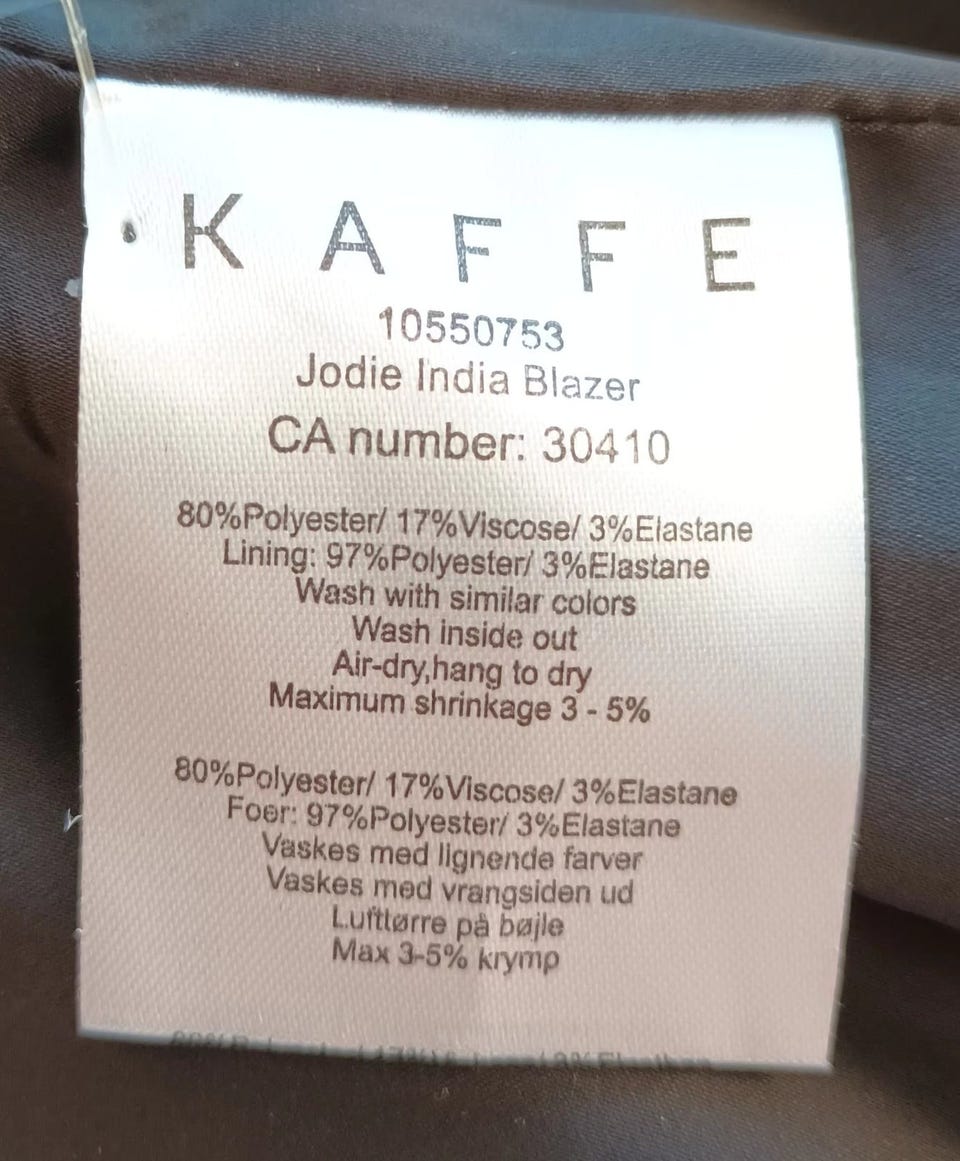 KAFFE
10550753
Jodie India Blazer
CA number: 30410
80%Polyester/ 17%Viscose/ 3%Elastane
Lining: 97%Polyester/ 3%Elastane
Wash with similar colors
Wash inside out
Air-dry,hang to dry
Maximum shrinkage 3 - 5%
80%Polyester/ 17%Viscose/ 3%Elastane
Foer: 97%Polyester/ 3%Elastane
Vaskes med lignende farver
Vaskes med vrangsiden ud
Lufttørre på bøjle
Max 3-5% krymp